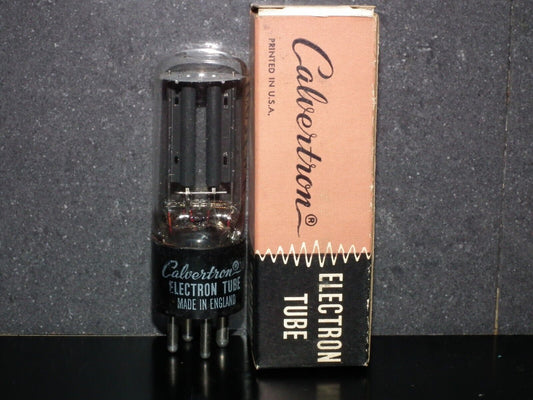 Calvertron®
ELECTRON TUBE
MADE IN ENGLAND
Calvertron®
PRINTED IN U.S.A.
ELECTRON
TUBE